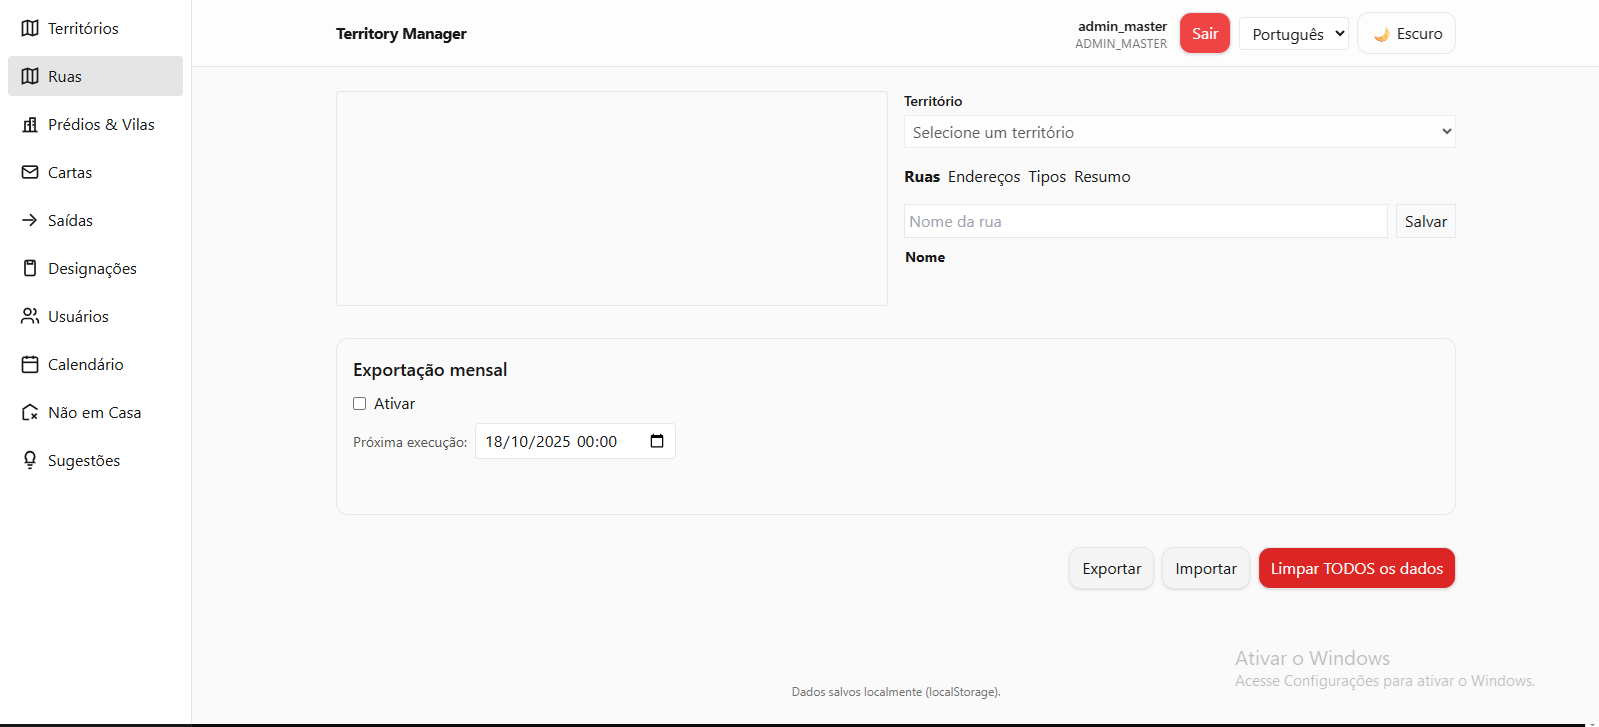 Territórios
Ruas
Prédios & Vilas
Cartas
Saídas
Designações
Usuários
Calendário
Não em Casa
Sugestões
Territory Manager
admin_master
ADMIN_MASTER
Sair
Português
Escuro
Território
Selecione um território
Ruas Endereços Tipos Resumo
Nome da rua
Salvar
Nome
Exportação mensal
Ativar
Próxima execução: 18/10/2025 00:00
Exportar
Importar
Limpar TODOS os dados
Ativar o Windows
Acesse Configurações para ativar o Windows.
Dados salvos localmente (localStorage).